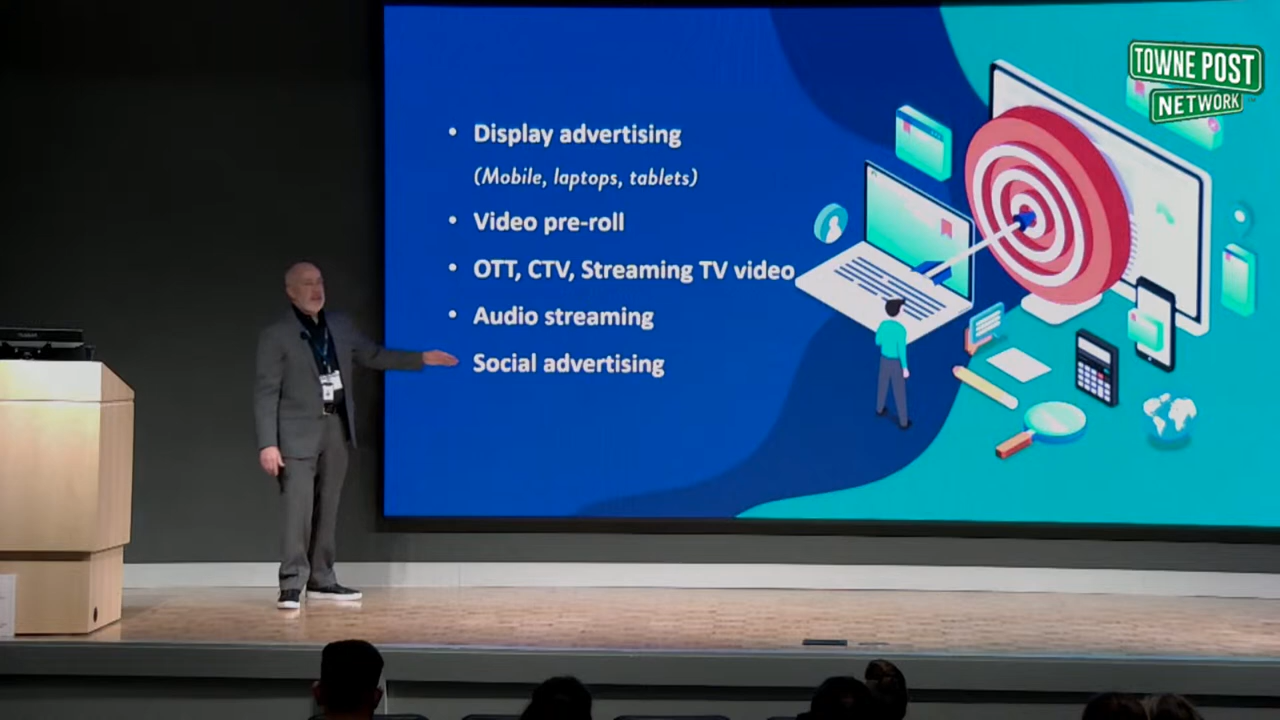 TOWNE POST
NETWORK
• Display advertising
(Mobile, laptops, tablets)
• Video pre-roll
• OTT, CTV, Streaming TV video
• Audio streaming
• Social advertising